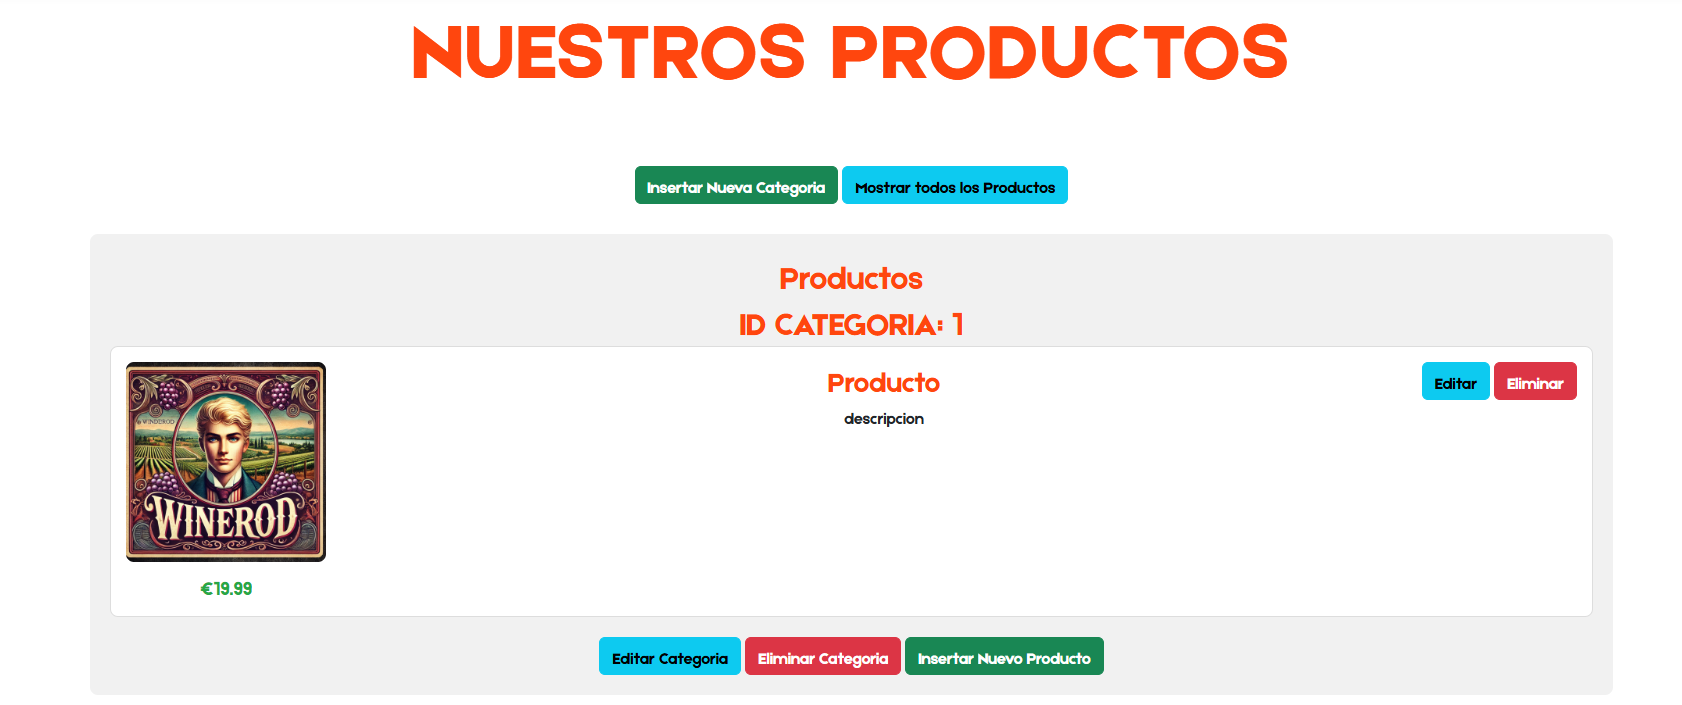 NUESTROS PRODUCTOS
Insertar Nueva Categoria Mostrar todos los Productos
Productos
ID CATEGORIA: 1
Producto
Editar Eliminar
descripcion
WINEROD
€19.99
Editar Categoria Eliminar Categoria Insertar Nuevo Producto